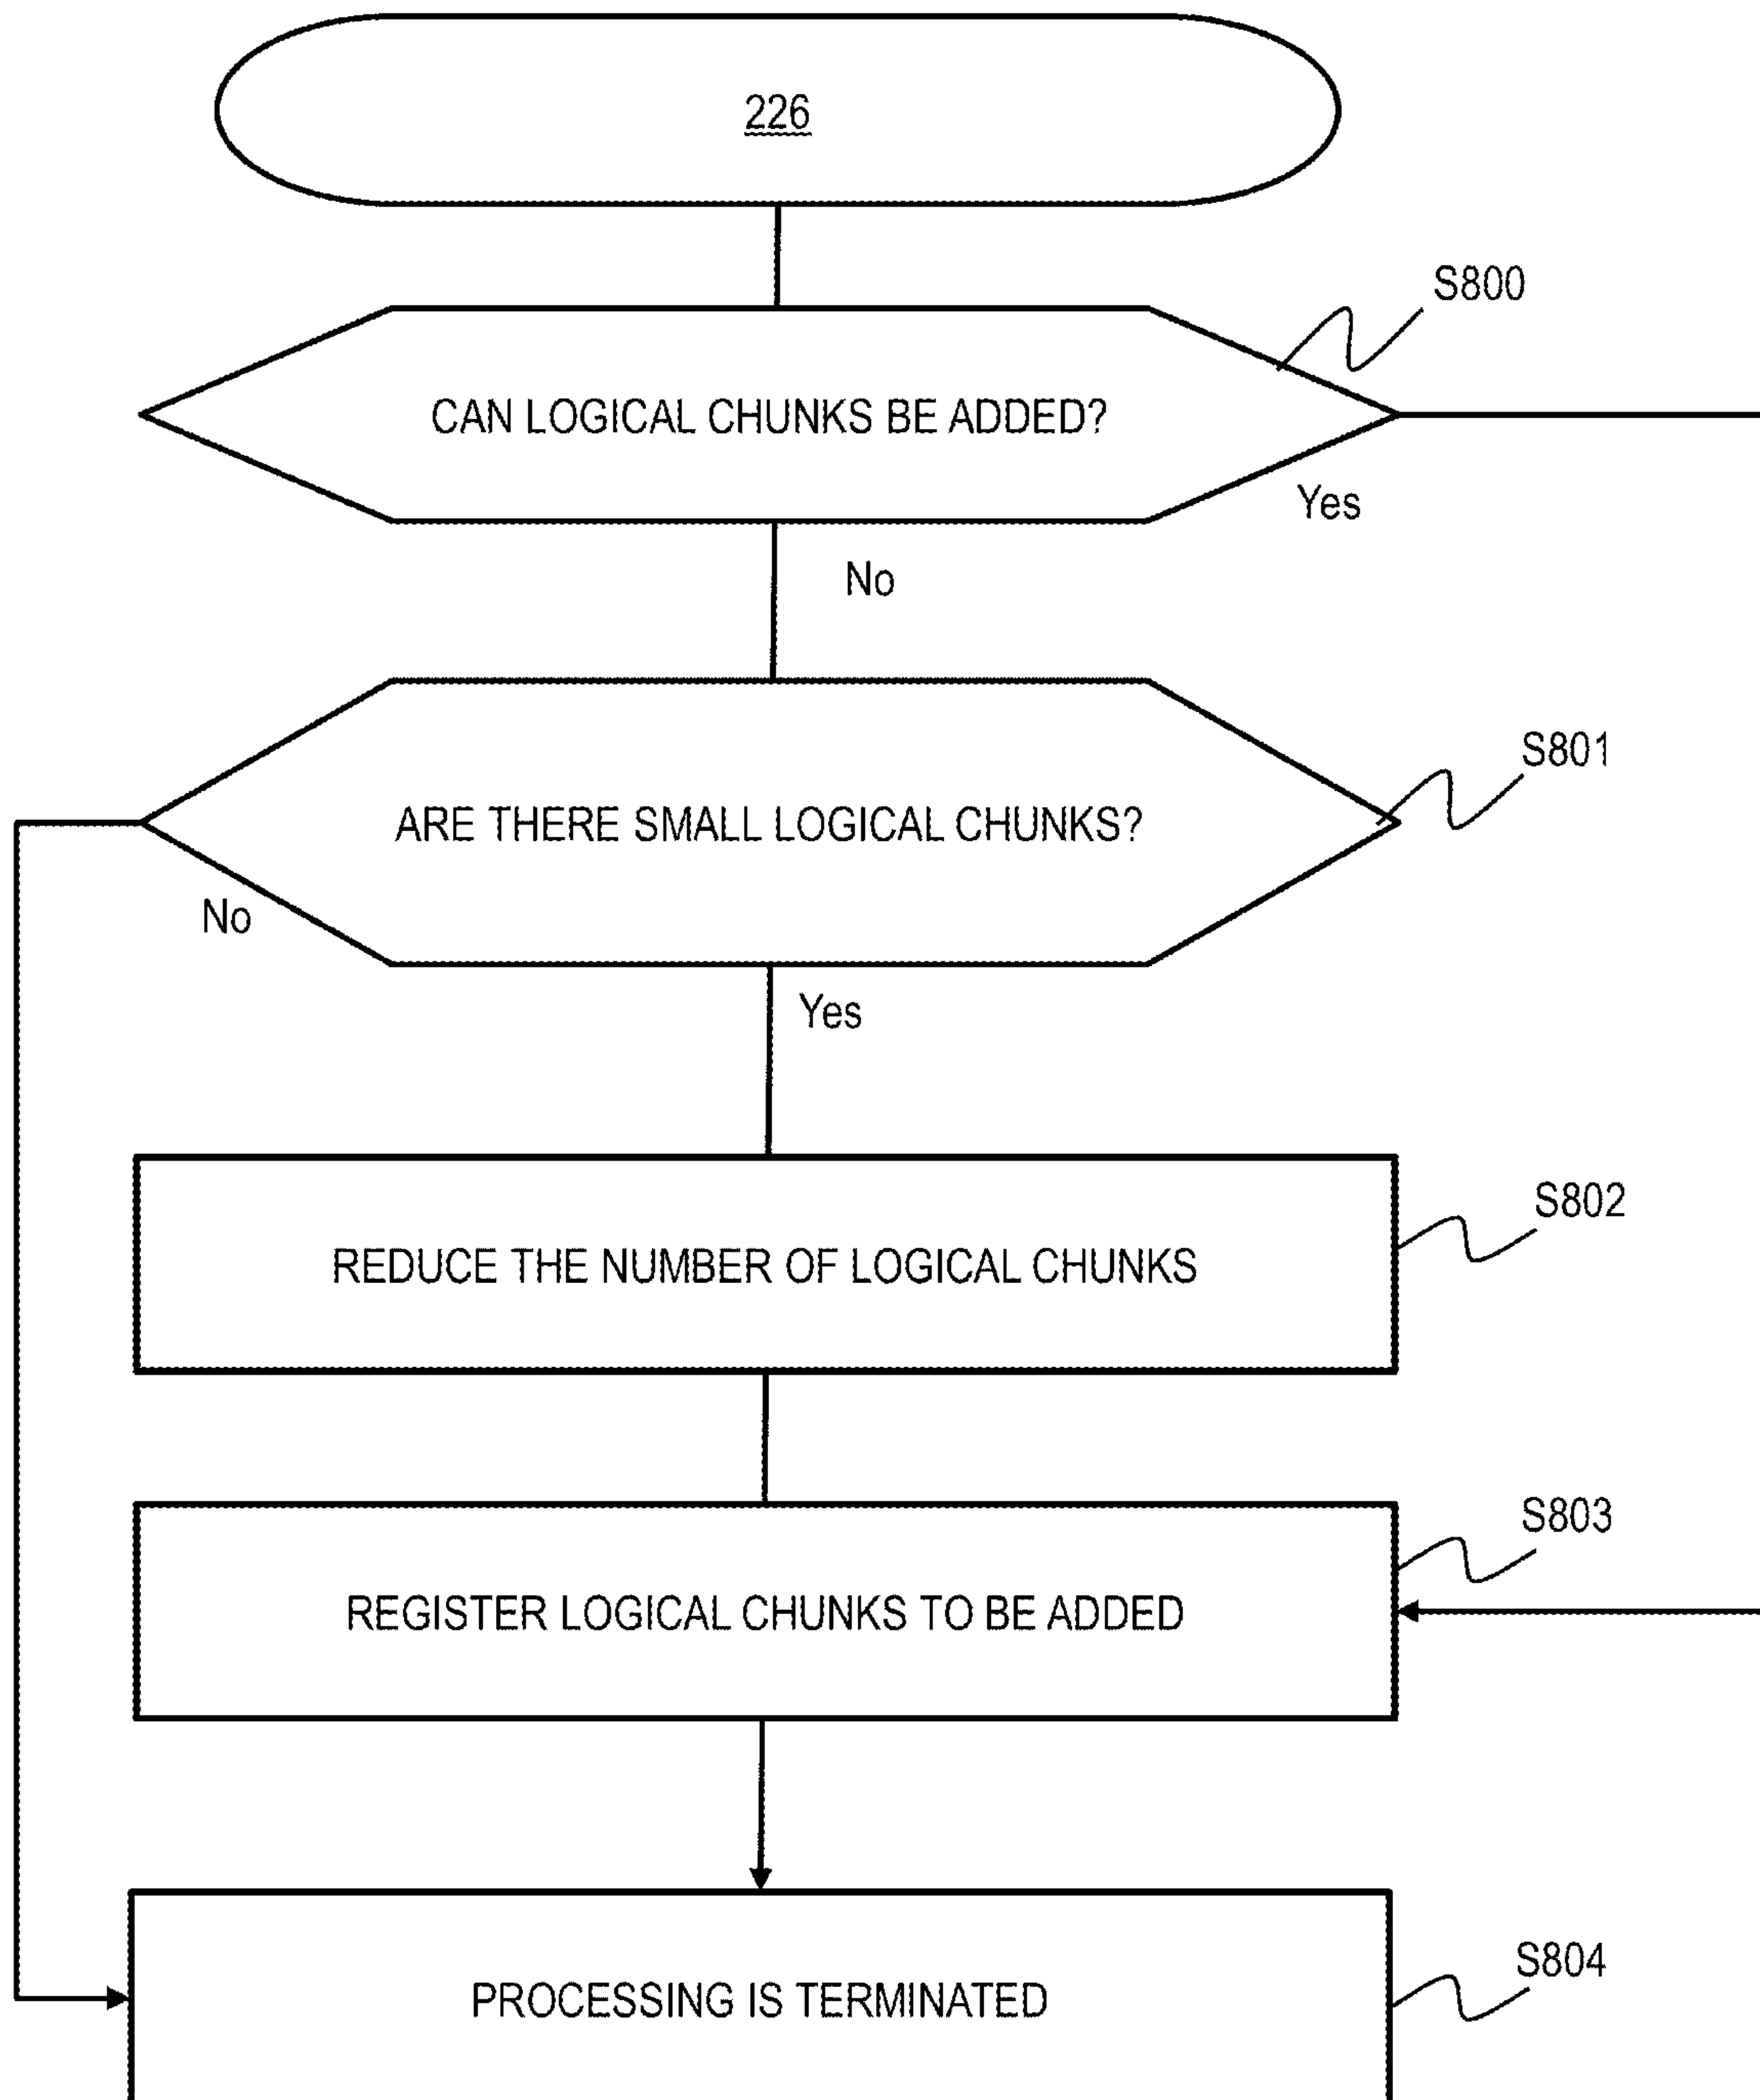 226
S800
CAN LOGICAL CHUNKS BE ADDED?
Yes
No
S801
ARE THERE SMALL LOGICAL CHUNKS?
No
Yes
S802
REDUCE THE NUMBER OF LOGICAL CHUNKS
S803
REGISTER LOGICAL CHUNKS TO BE ADDED
S804
PROCESSING IS TERMINATED